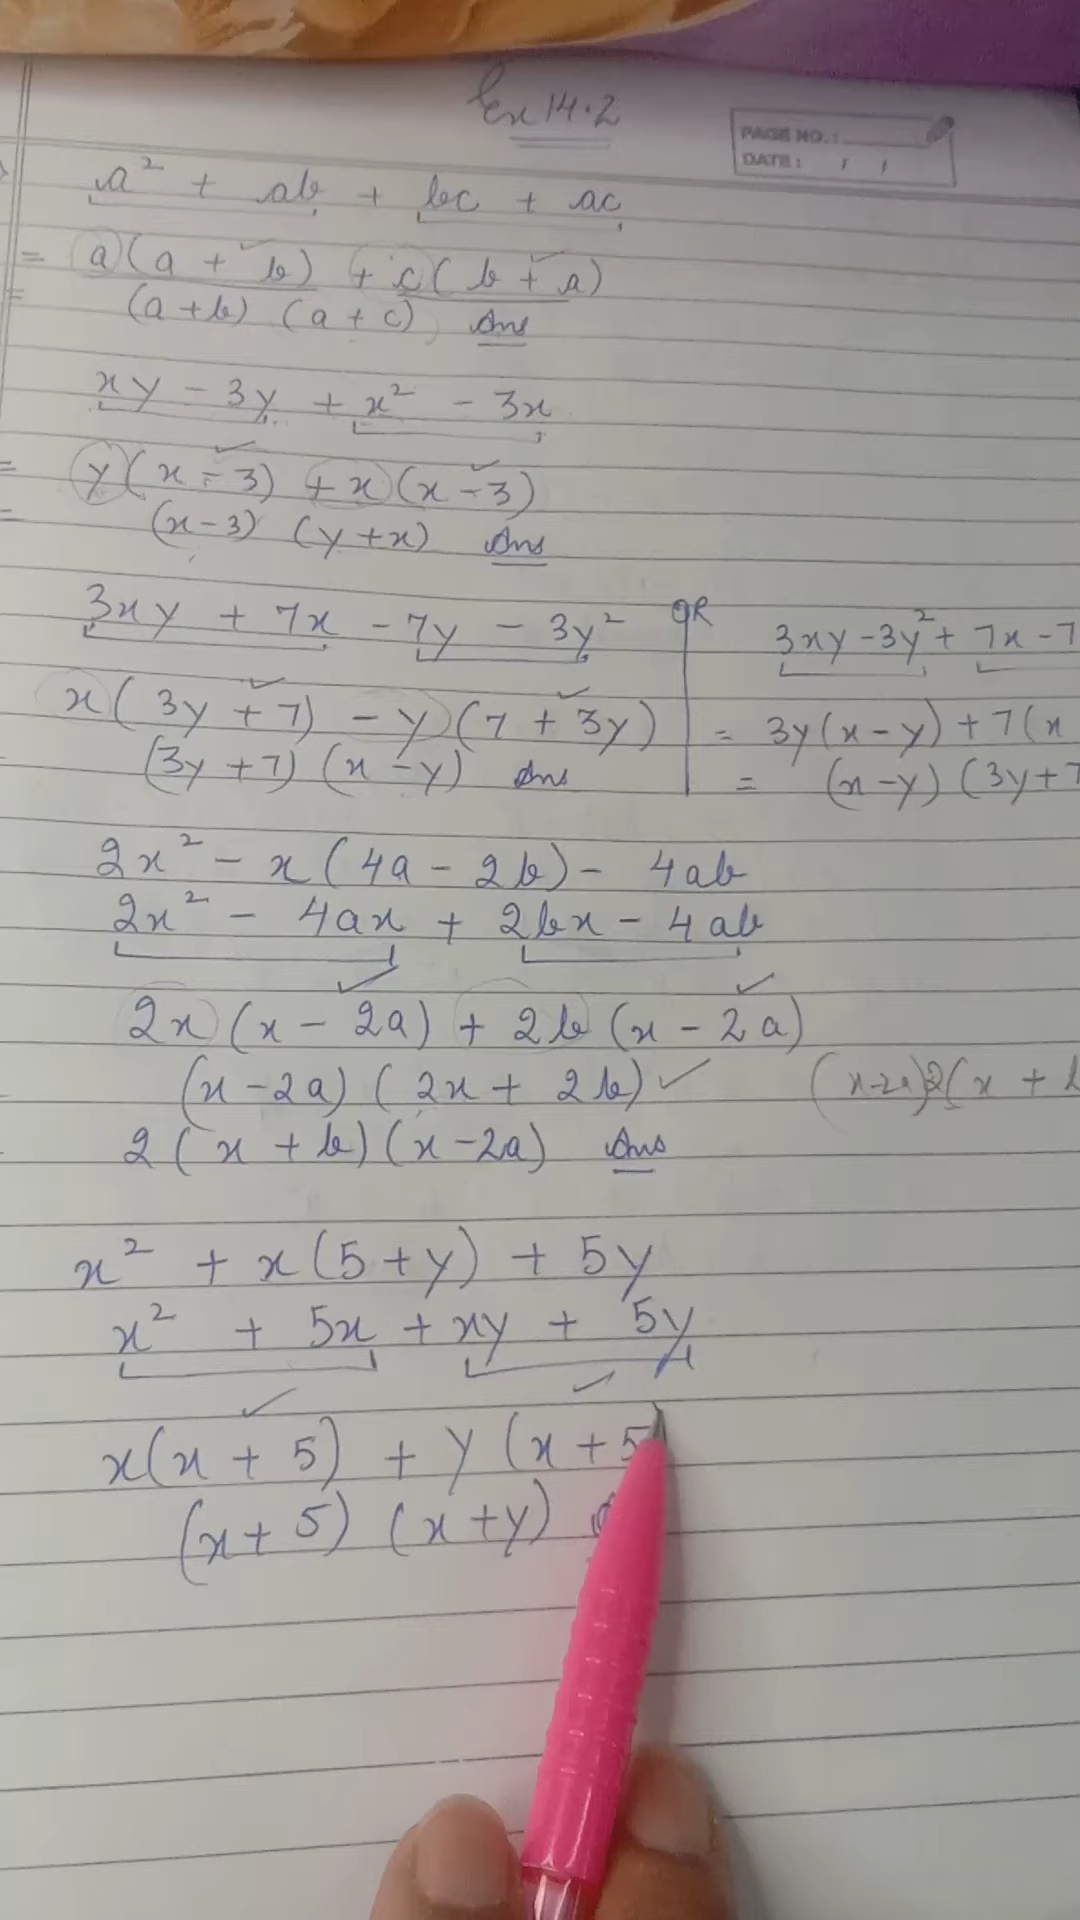 Ex 14.2
PAGE NO.:
DATE: / /
a² + ab + bc + ac
= a(a + b) + c(b + a)
= (a+b) (a+c) Ans
xy - 3y + x² - 3x
= y(x - 3) + x(x - 3)
= (x-3) (y+x) Ans
3xy + 7x - 7y - 3y²
x(3y + 7) - y(7 + 3y)
(3y+7) (x-y) Ans
OR
3xy - 3y² + 7x - 7
= 3y(x-y) + 7(x
= (x-y) (3y+7
2x² - x(4a - 2b) - 4ab
2x² - 4ax + 2bx - 4ab
2x(x - 2a) + 2b(x - 2a)
(x-2a) (2x + 2b) ✓ (x-2a)2(x +
2(x + b)(x-2a) Ans
x² + x(5+y) + 5y
x² + 5x + xy + 5y
x(x + 5) + y(x+5
(x+5) (x+y)